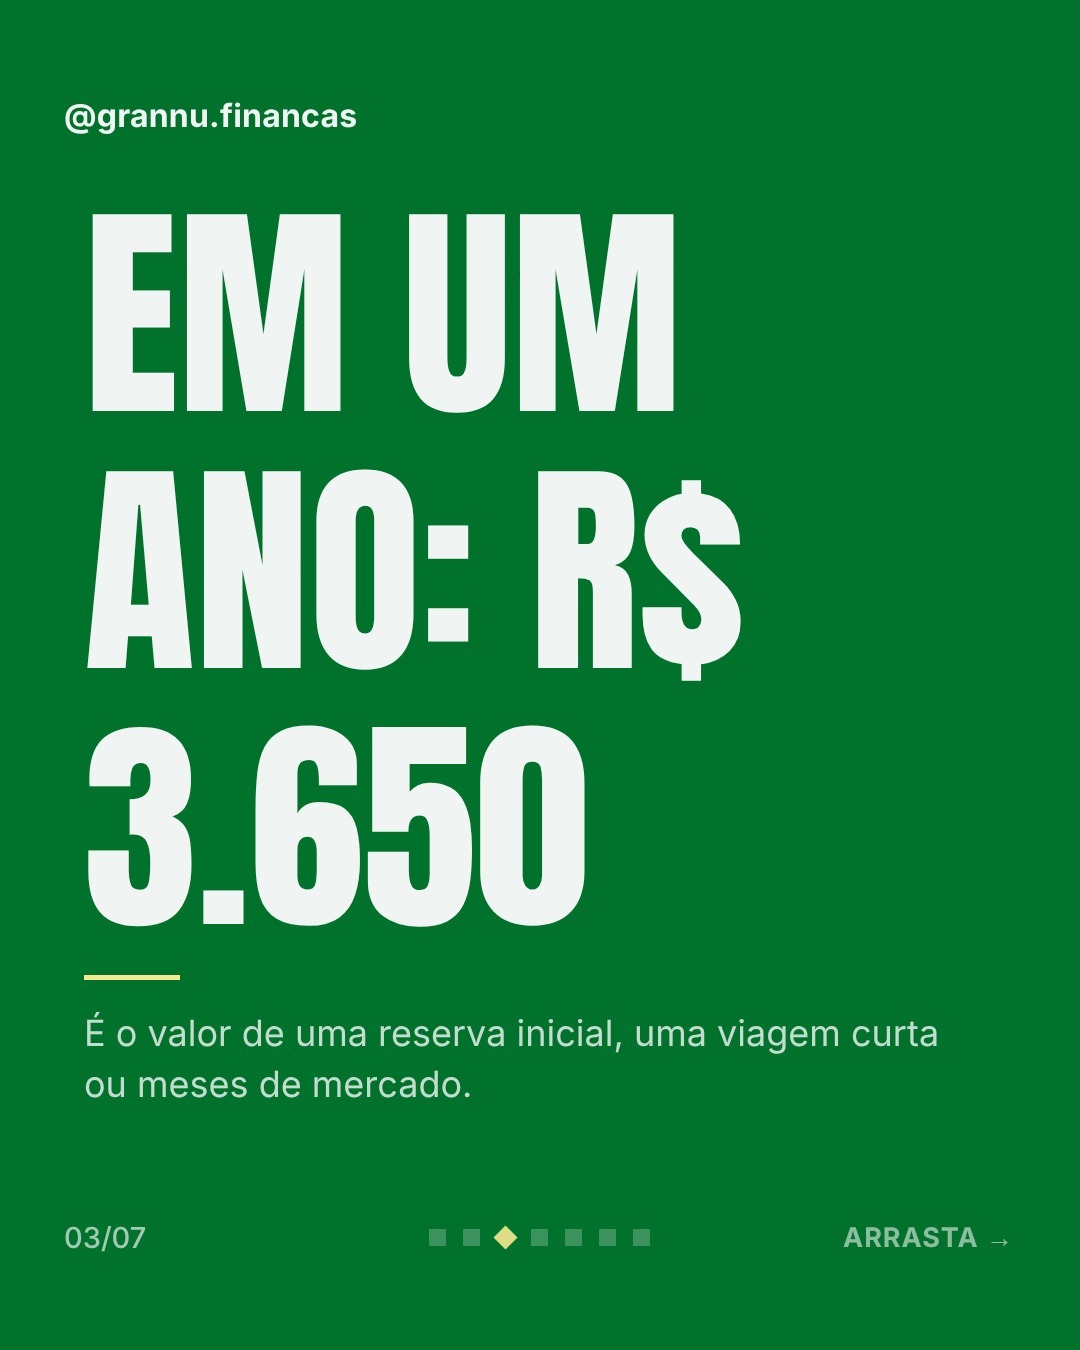 @grannu.financas
EM UM
ANO: R$
3.650
É o valor de uma reserva inicial, uma viagem curta
ou meses de mercado.
03/07
ARRASTA →